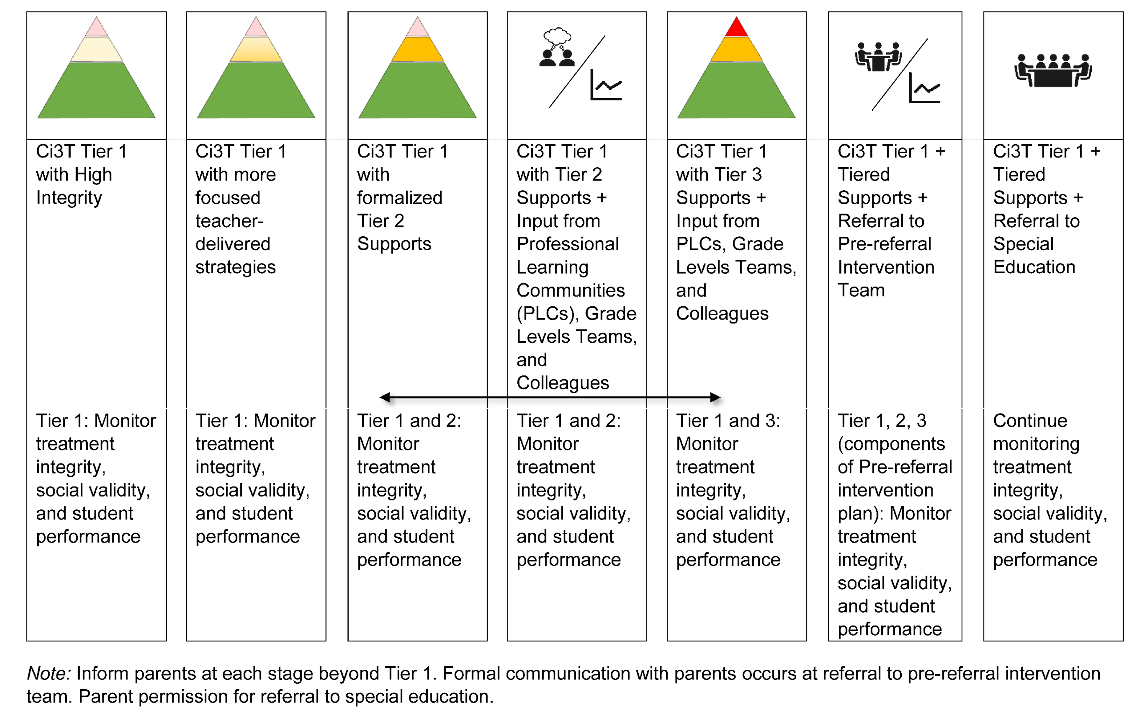 Ci3T Tier 1
with High
Integrity
Tier 1: Monitor
treatment
integrity,
social validity,
and student
performance
Ci3T Tier 1
with more
focused
teacher-
delivered
strategies
Tier 1: Monitor
treatment
integrity,
social validity,
and student
performance
Ci3T Tier 1
with
formalized
Tier 2
Supports
Tier 1 and 2:
Monitor
treatment
integrity,
social validity,
and student
performance
Ci3T Tier 1
with Tier 2
Supports +
Input from
Professional
Learning
Communities
(PLCs), Grade
Levels Teams,
and
Colleagues
Tier 1 and 2:
Monitor
treatment
integrity,
social validity,
and student
performance
Ci3T Tier 1
with Tier 3
Supports +
Input from
PLCs, Grade
Levels Teams,
and
Colleagues
Tier 1 and 3:
Monitor
treatment
integrity,
social validity,
and student
performance
Ci3T Tier 1 +
Tiered
Supports +
Referral to
Pre-referral
Intervention
Team
Tier 1, 2, 3
(components
of Pre-referral
intervention
plan): Monitor
treatment
integrity,
social validity,
and student
performance
Ci3T Tier 1 +
Tiered
Supports +
Referral to
Special
Education
Continue
monitoring
treatment
integrity,
social validity,
and student
performance
Note: Inform parents at each stage beyond Tier 1. Formal communication with parents occurs at referral to pre-referral intervention
team. Parent permission for referral to special education.